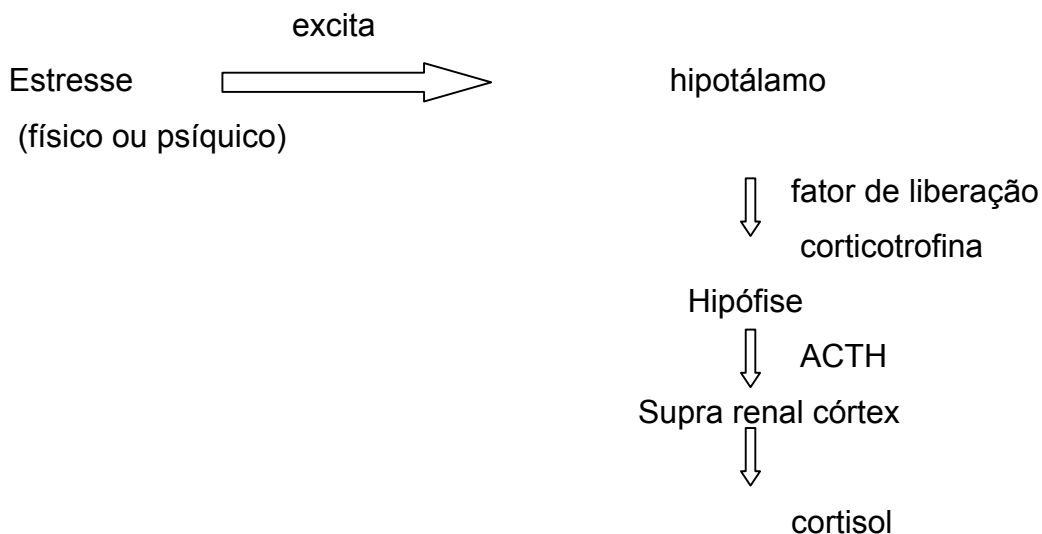 excita
Estresse
hipotálamo
(físico ou psíquico)
fator de liberação
corticotrofina
Hipófise
ACTH
Supra renal córtex
cortisol